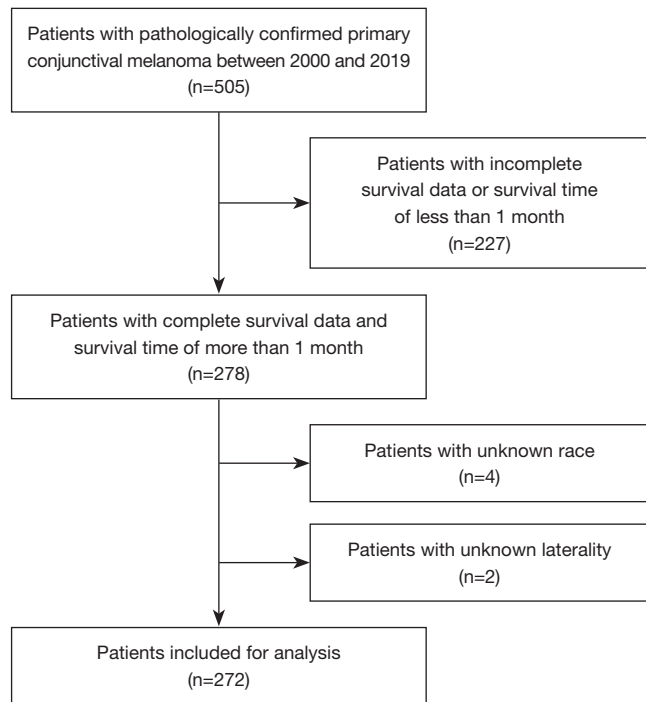 Patients with pathologically confirmed primary
conjunctival melanoma between 2000 and 2019
(n=505)
Patients with incomplete
survival data or survival time
of less than 1 month
(n=227)
Patients with complete survival data and
survival time of more than 1 month
(n=278)
Patients with unknown race
(n=4)
Patients with unknown laterality
(n=2)
Patients included for analysis
(n=272)